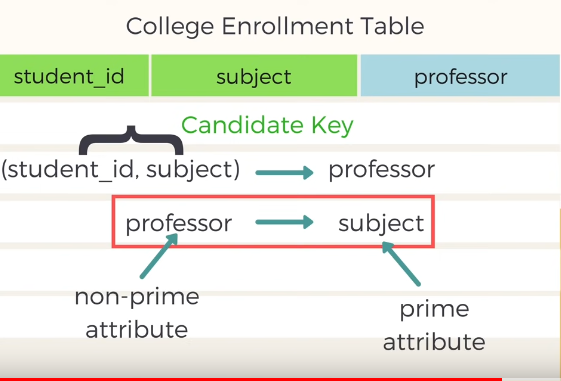 College Enrollment Table
student_id subject professor
Candidate Key
(student_id, subject) professor
professor subject
non-prime
attribute
prime
attribute